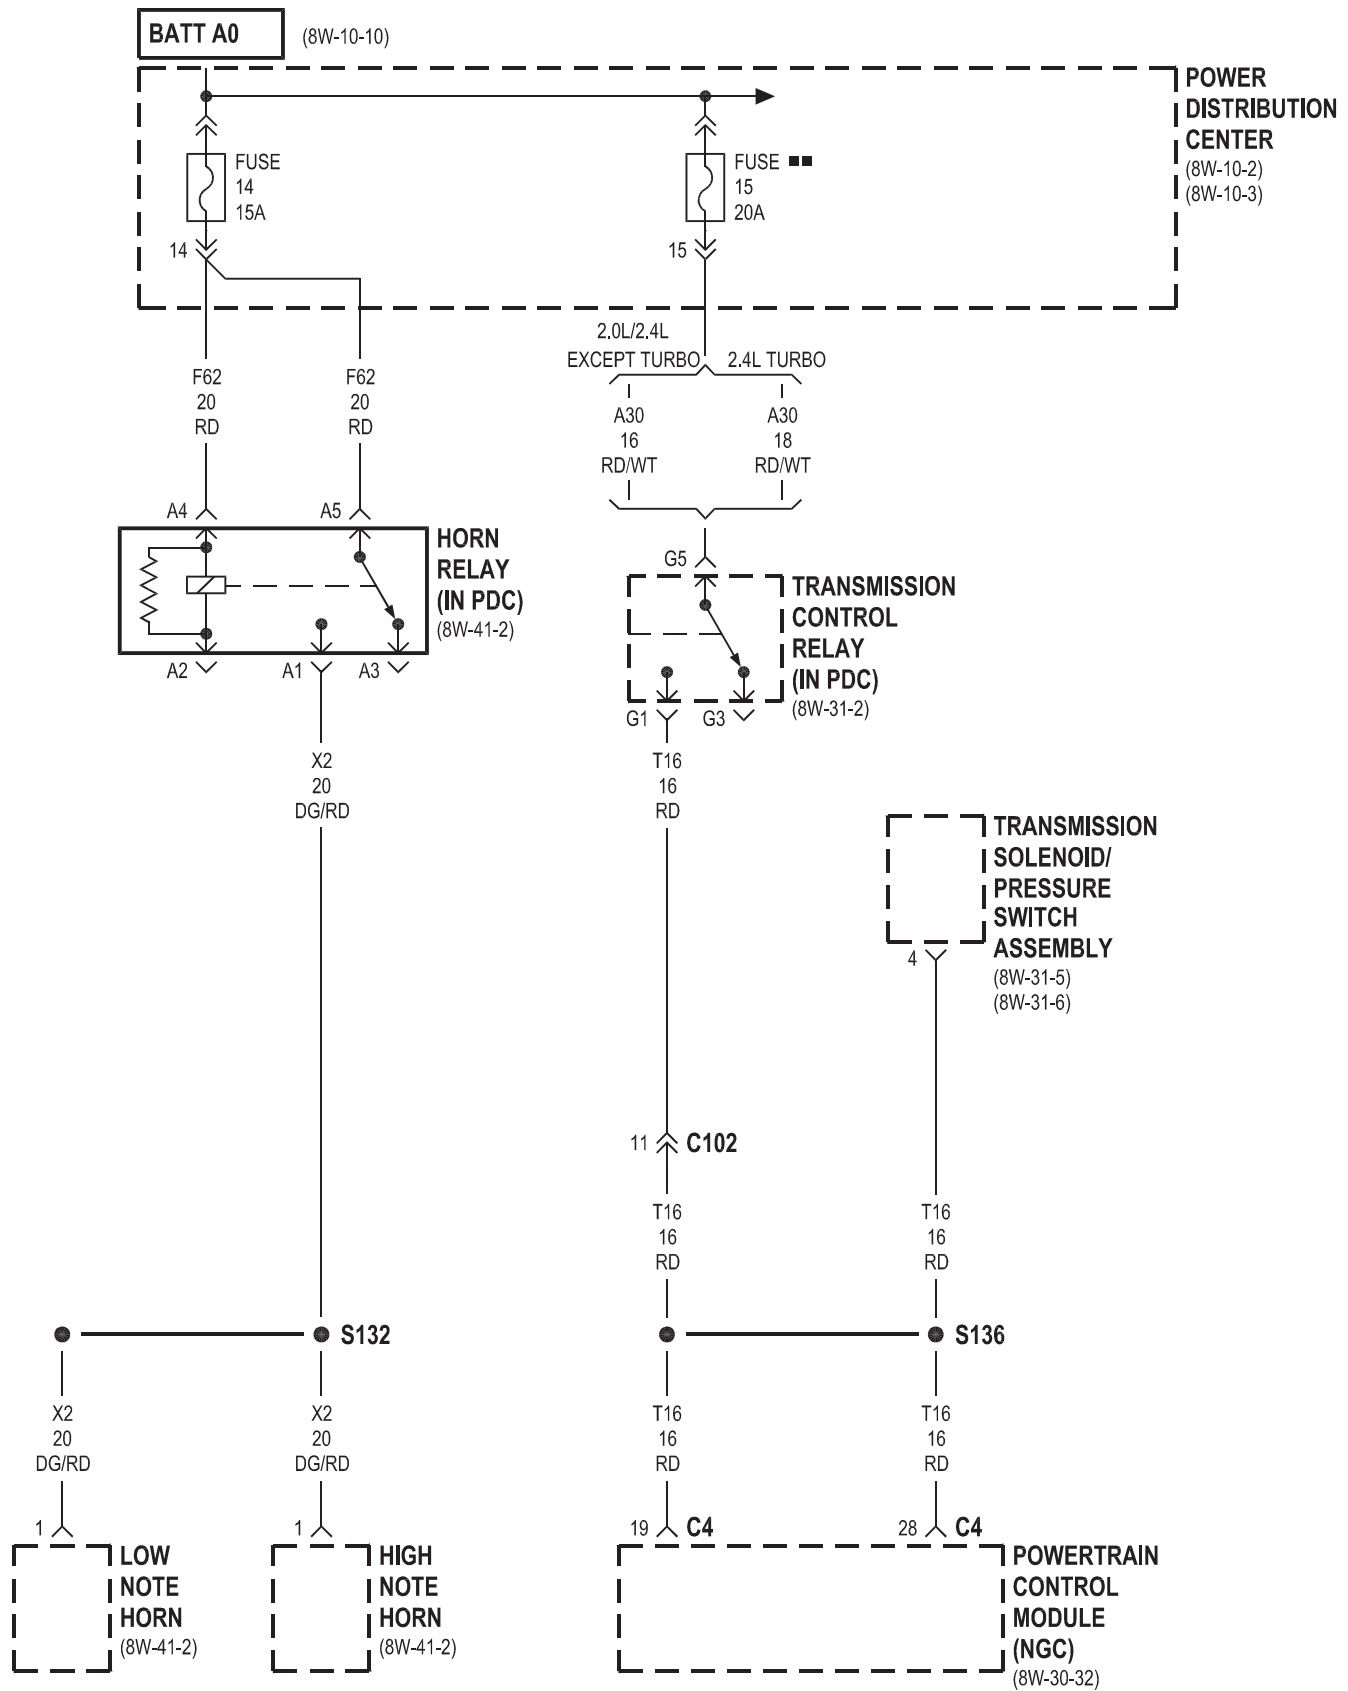 BATT A0
(8W-10-10)
POWER
DISTRIBUTION
CENTER
(8W-10-2)
(8W-10-3)
FUSE
14
15A
14
FUSE
15
20A
15
2.0L/2.4L
EXCEPT TURBO
2.4L TURBO
F62
20
RD
F62
20
RD
A30
16
RD/WT
A30
18
RD/WT
A4
A5
HORN
RELAY
(IN PDC)
(8W-41-2)
A2
A1
A3
G5
TRANSMISSION
CONTROL
RELAY
(IN PDC)
(8W-31-2)
G1
G3
X2
20
DG/RD
T16
16
RD
TRANSMISSION
SOLENOID/
PRESSURE
SWITCH
ASSEMBLY
(8W-31-5)
(8W-31-6)
4
11
C102
T16
16
RD
T16
16
RD
S132
S136
X2
20
DG/RD
X2
20
DG/RD
T16
16
RD
T16
16
RD
1
1
19
C4
28
C4
LOW
NOTE
HORN
(8W-41-2)
HIGH
NOTE
HORN
(8W-41-2)
POWERTRAIN
CONTROL
MODULE
(NGC)
(8W-30-32)